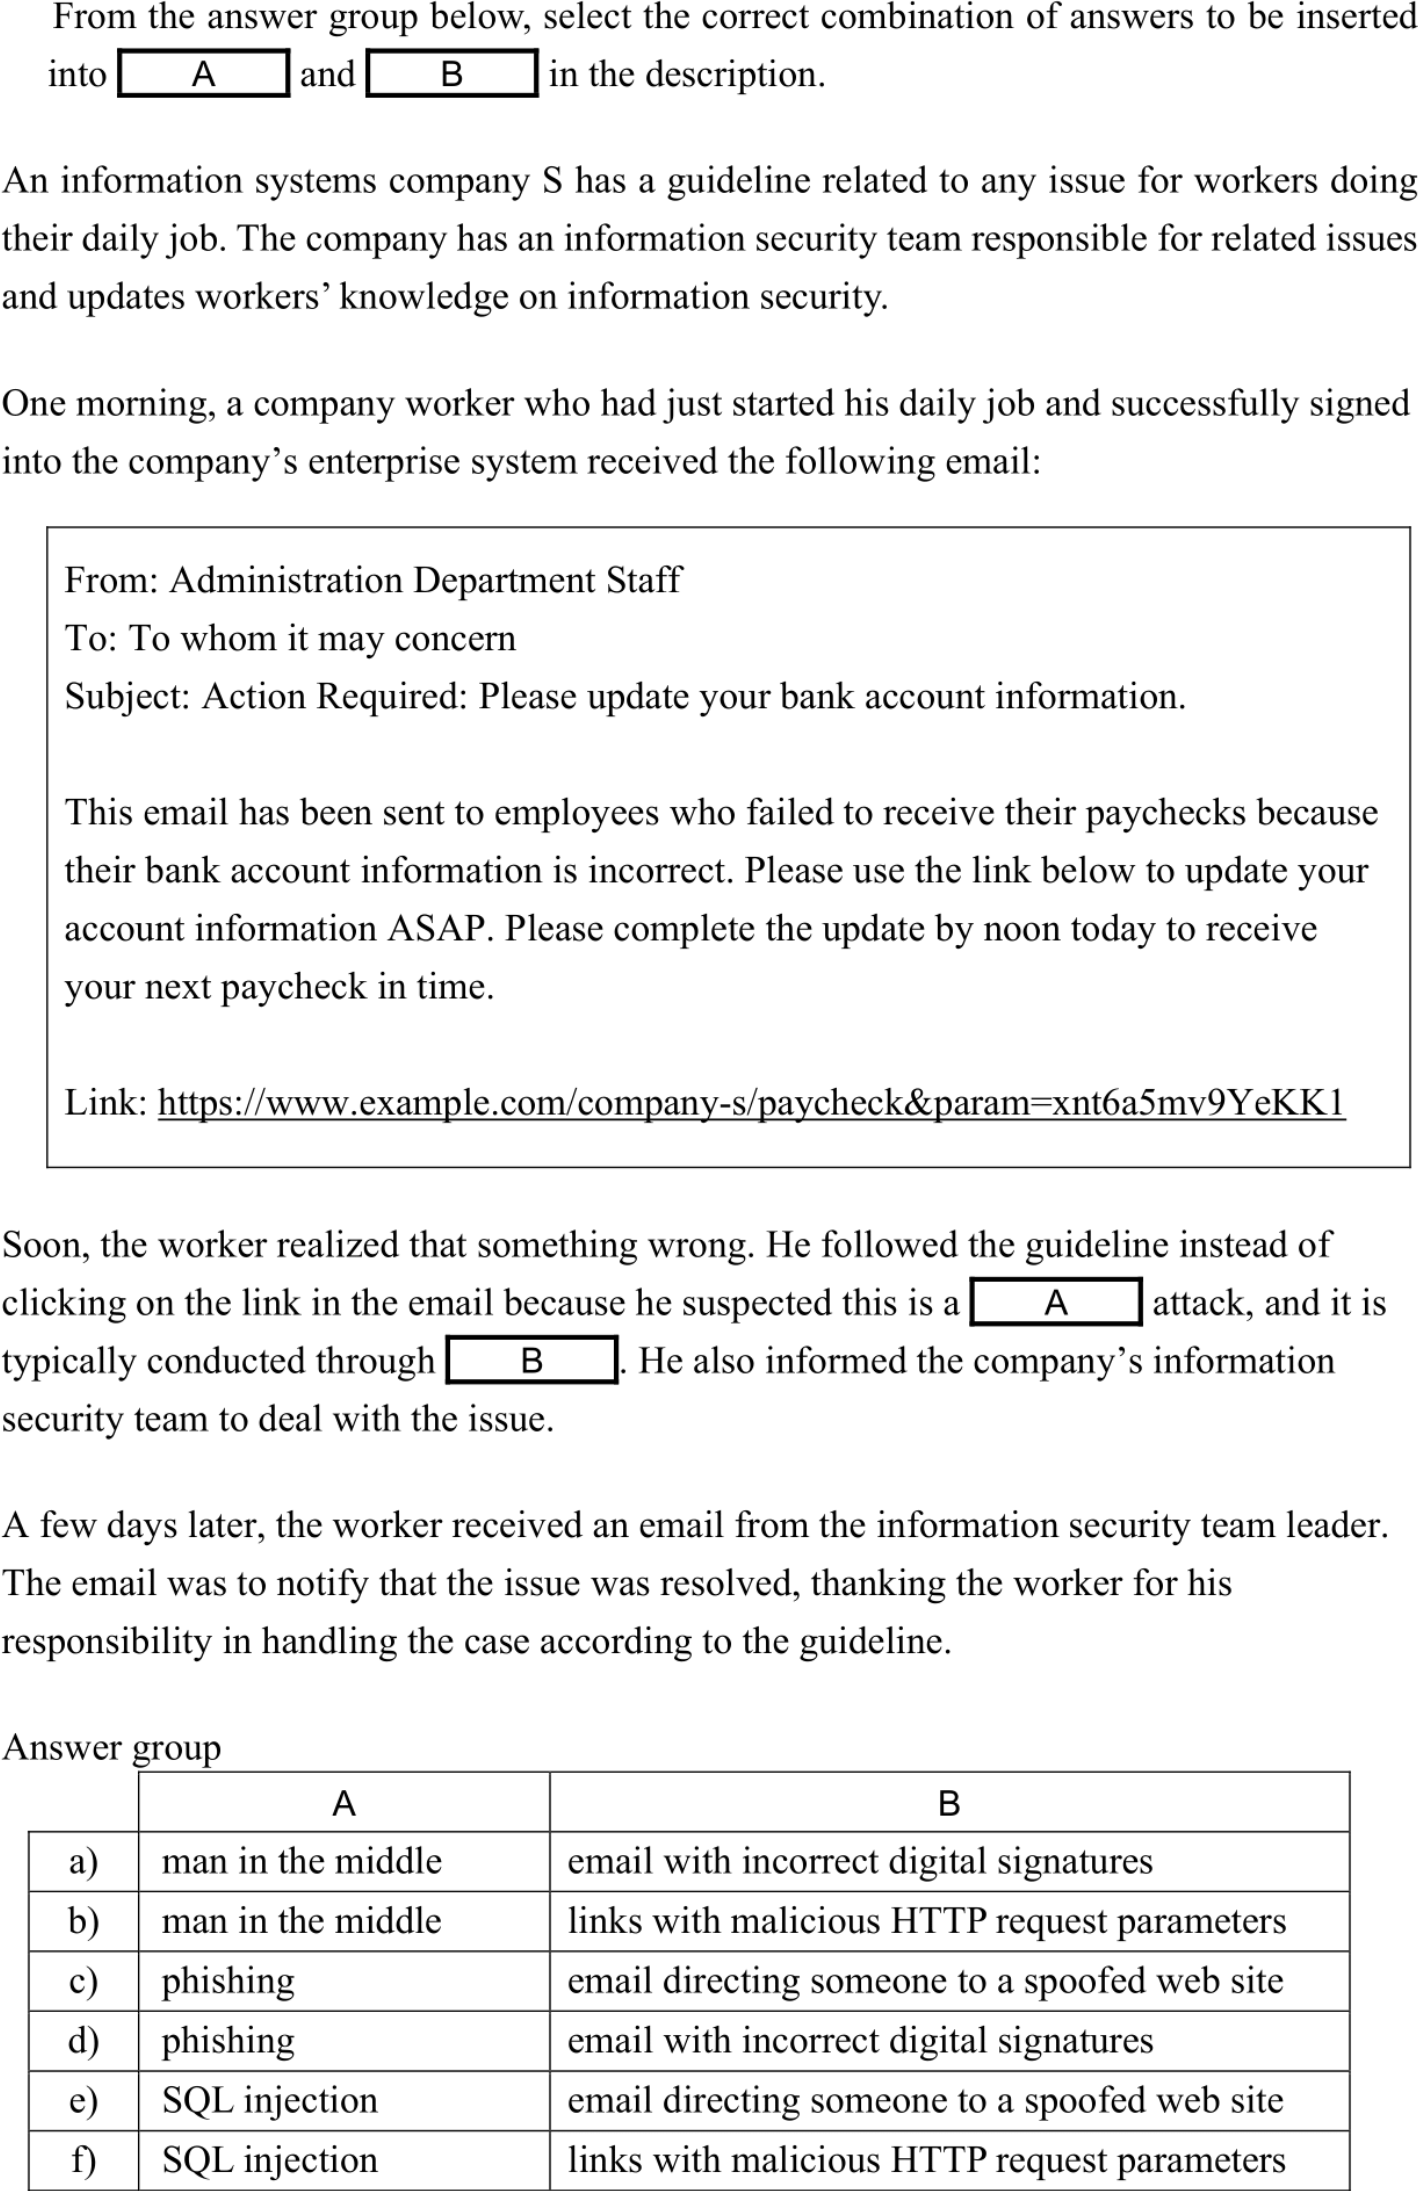 From the answer group below, select the correct combination of answers to be inserted
into A and B in the description.
An information systems company S has a guideline related to any issue for workers doing
their daily job. The company has an information security team responsible for related issues
and updates workers’ knowledge on information security.
One morning, a company worker who had just started his daily job and successfully signed
into the company’s enterprise system received the following email:
From: Administration Department Staff
To: To whom it may concern
Subject: Action Required: Please update your bank account information.
This email has been sent to employees who failed to receive their paychecks because
their bank account information is incorrect. Please use the link below to update your
account information ASAP. Please complete the update by noon today to receive
your next paycheck in time.
Link: https://www.example.com/company-s/paycheck&param=xnt6a5mv9YeKK1
Soon, the worker realized that something wrong. He followed the guideline instead of
clicking on the link in the email because he suspected this is a A attack, and it is
typically conducted through B. He also informed the company’s information
security team to deal with the issue.
A few days later, the worker received an email from the information security team leader.
The email was to notify that the issue was resolved, thanking the worker for his
responsibility in handling the case according to the guideline.
Answer group
A B
a) man in the middle email with incorrect digital signatures
b) man in the middle links with malicious HTTP request parameters
c) phishing email directing someone to a spoofed web site
d) phishing email with incorrect digital signatures
e) SQL injection email directing someone to a spoofed web site
f) SQL injection links with malicious HTTP request parameters